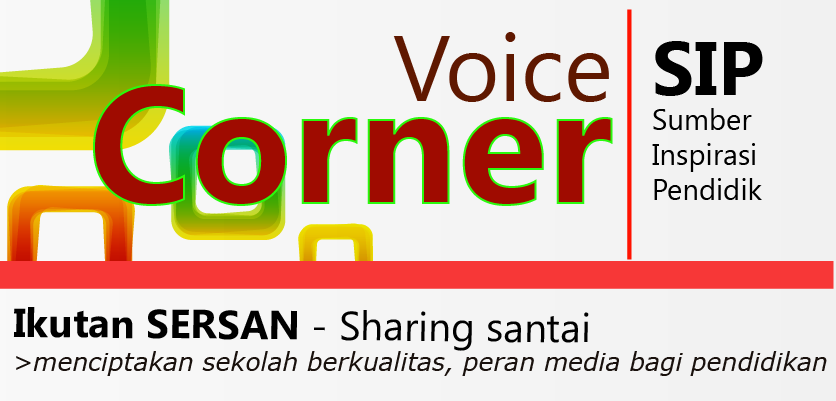 Voice
Corner
SIP
Sumber
Inspirasi
Pendidik
Ikutan SERSAN - Sharing santai
>menciptakan sekolah berkualitas, peran media bagi pendidikan